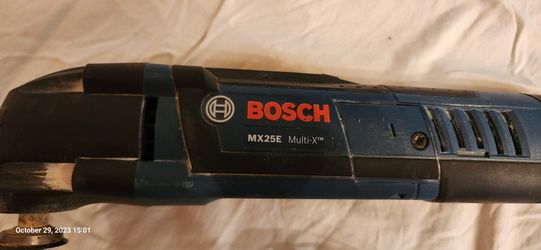 BOSCH
MX25E Multi-X™
October 29, 2023 15:01